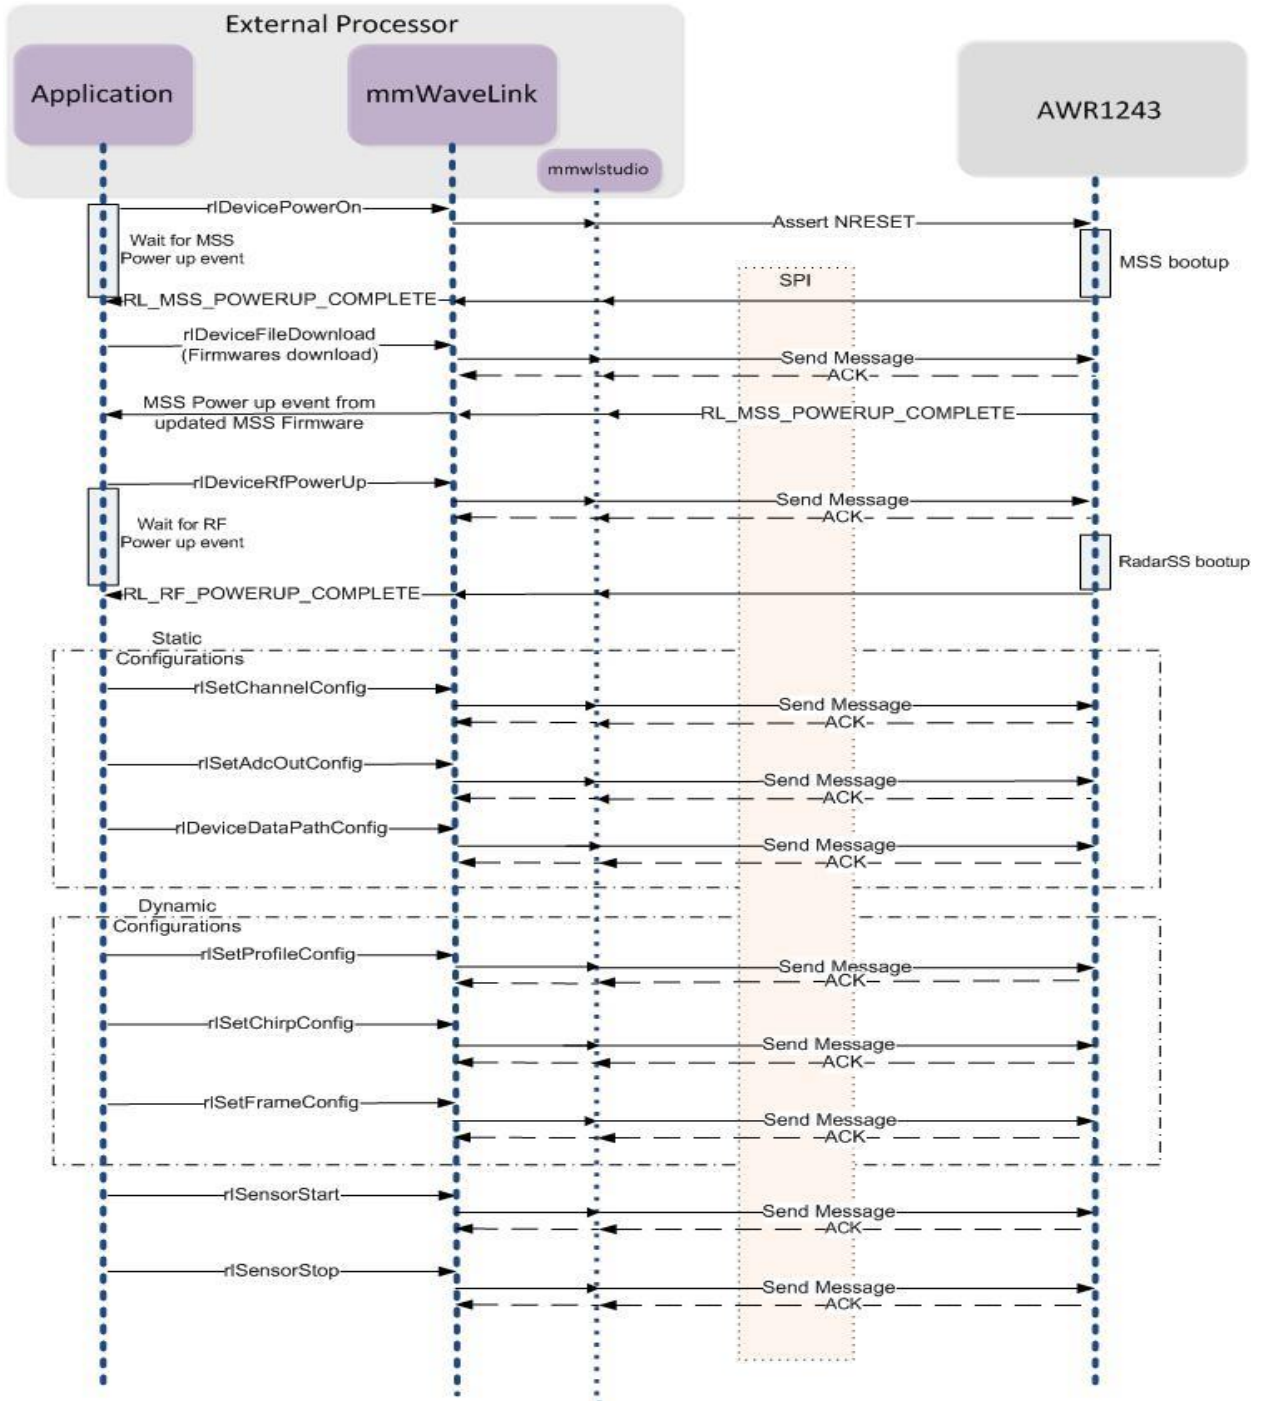 External Processor
Application
mmWaveLink
AWR1243
mmwlstudio
rlDevicePowerOn
Assert NRESET
Wait for MSS
Power up event
MSS bootup
SPI
RL_MSS_POWERUP_COMPLETE
rlDeviceFileDownload
(Firmwares download)
Send Message
ACK
MSS Power up event from
updated MSS Firmware
RL_MSS_POWERUP_COMPLETE
rlDeviceRfPowerUp
Send Message
ACK
Wait for RF
Power up event
RadarSS bootup
RL_RF_POWERUP_COMPLETE
Static
Configurations
rlSetChannelConfig
Send Message
ACK
rlSetAdcOutConfig
Send Message
ACK
rlDeviceDataPathConfig
Send Message
ACK
Dynamic
Configurations
rlSetProfileConfig
Send Message
ACK
rlSetChirpConfig
Send Message
ACK
rlSetFrameConfig
Send Message
ACK
rlSensorStart
Send Message
ACK
rlSensorStop
Send Message
ACK